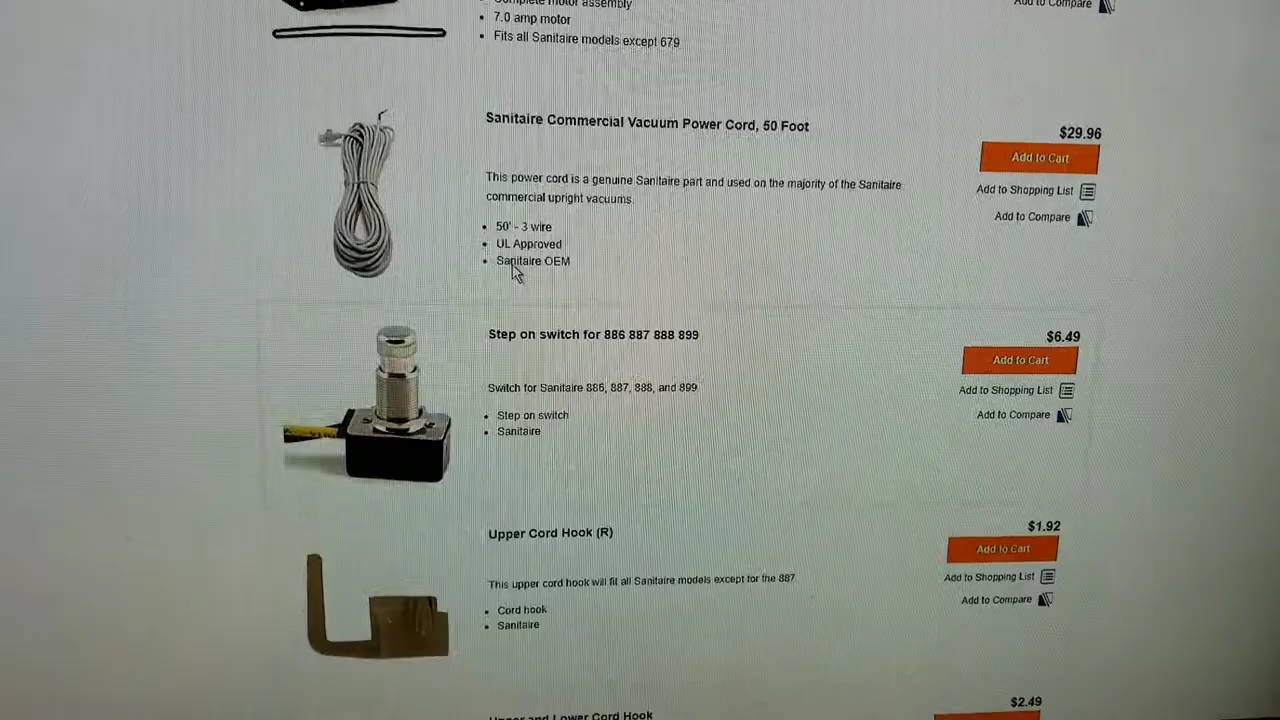 Complete motor assembly
Add to Compare
7.0 amp motor
Fits all Sanitaire models except 679
Sanitaire Commercial Vacuum Power Cord, 50 Foot
$29.96
Add to Cart
This power cord is a genuine Sanitaire part and used on the majority of the Sanitaire
commercial upright vacuums.
Add to Shopping List
Add to Compare
50' - 3 wire
UL Approved
Sanitaire OEM
Step on switch for 886 887 888 899
$6.49
Add to Cart
Switch for Sanitaire 886, 887, 888, and 899
Add to Shopping List
Add to Compare
Step on switch
Sanitaire
Upper Cord Hook (R)
$1.92
Add to Cart
This upper cord hook will fit all Sanitaire models except for the 887
Add to Shopping List
Add to Compare
Cord hook
Sanitaire
$2.49
Upper and Lower Cord Hook